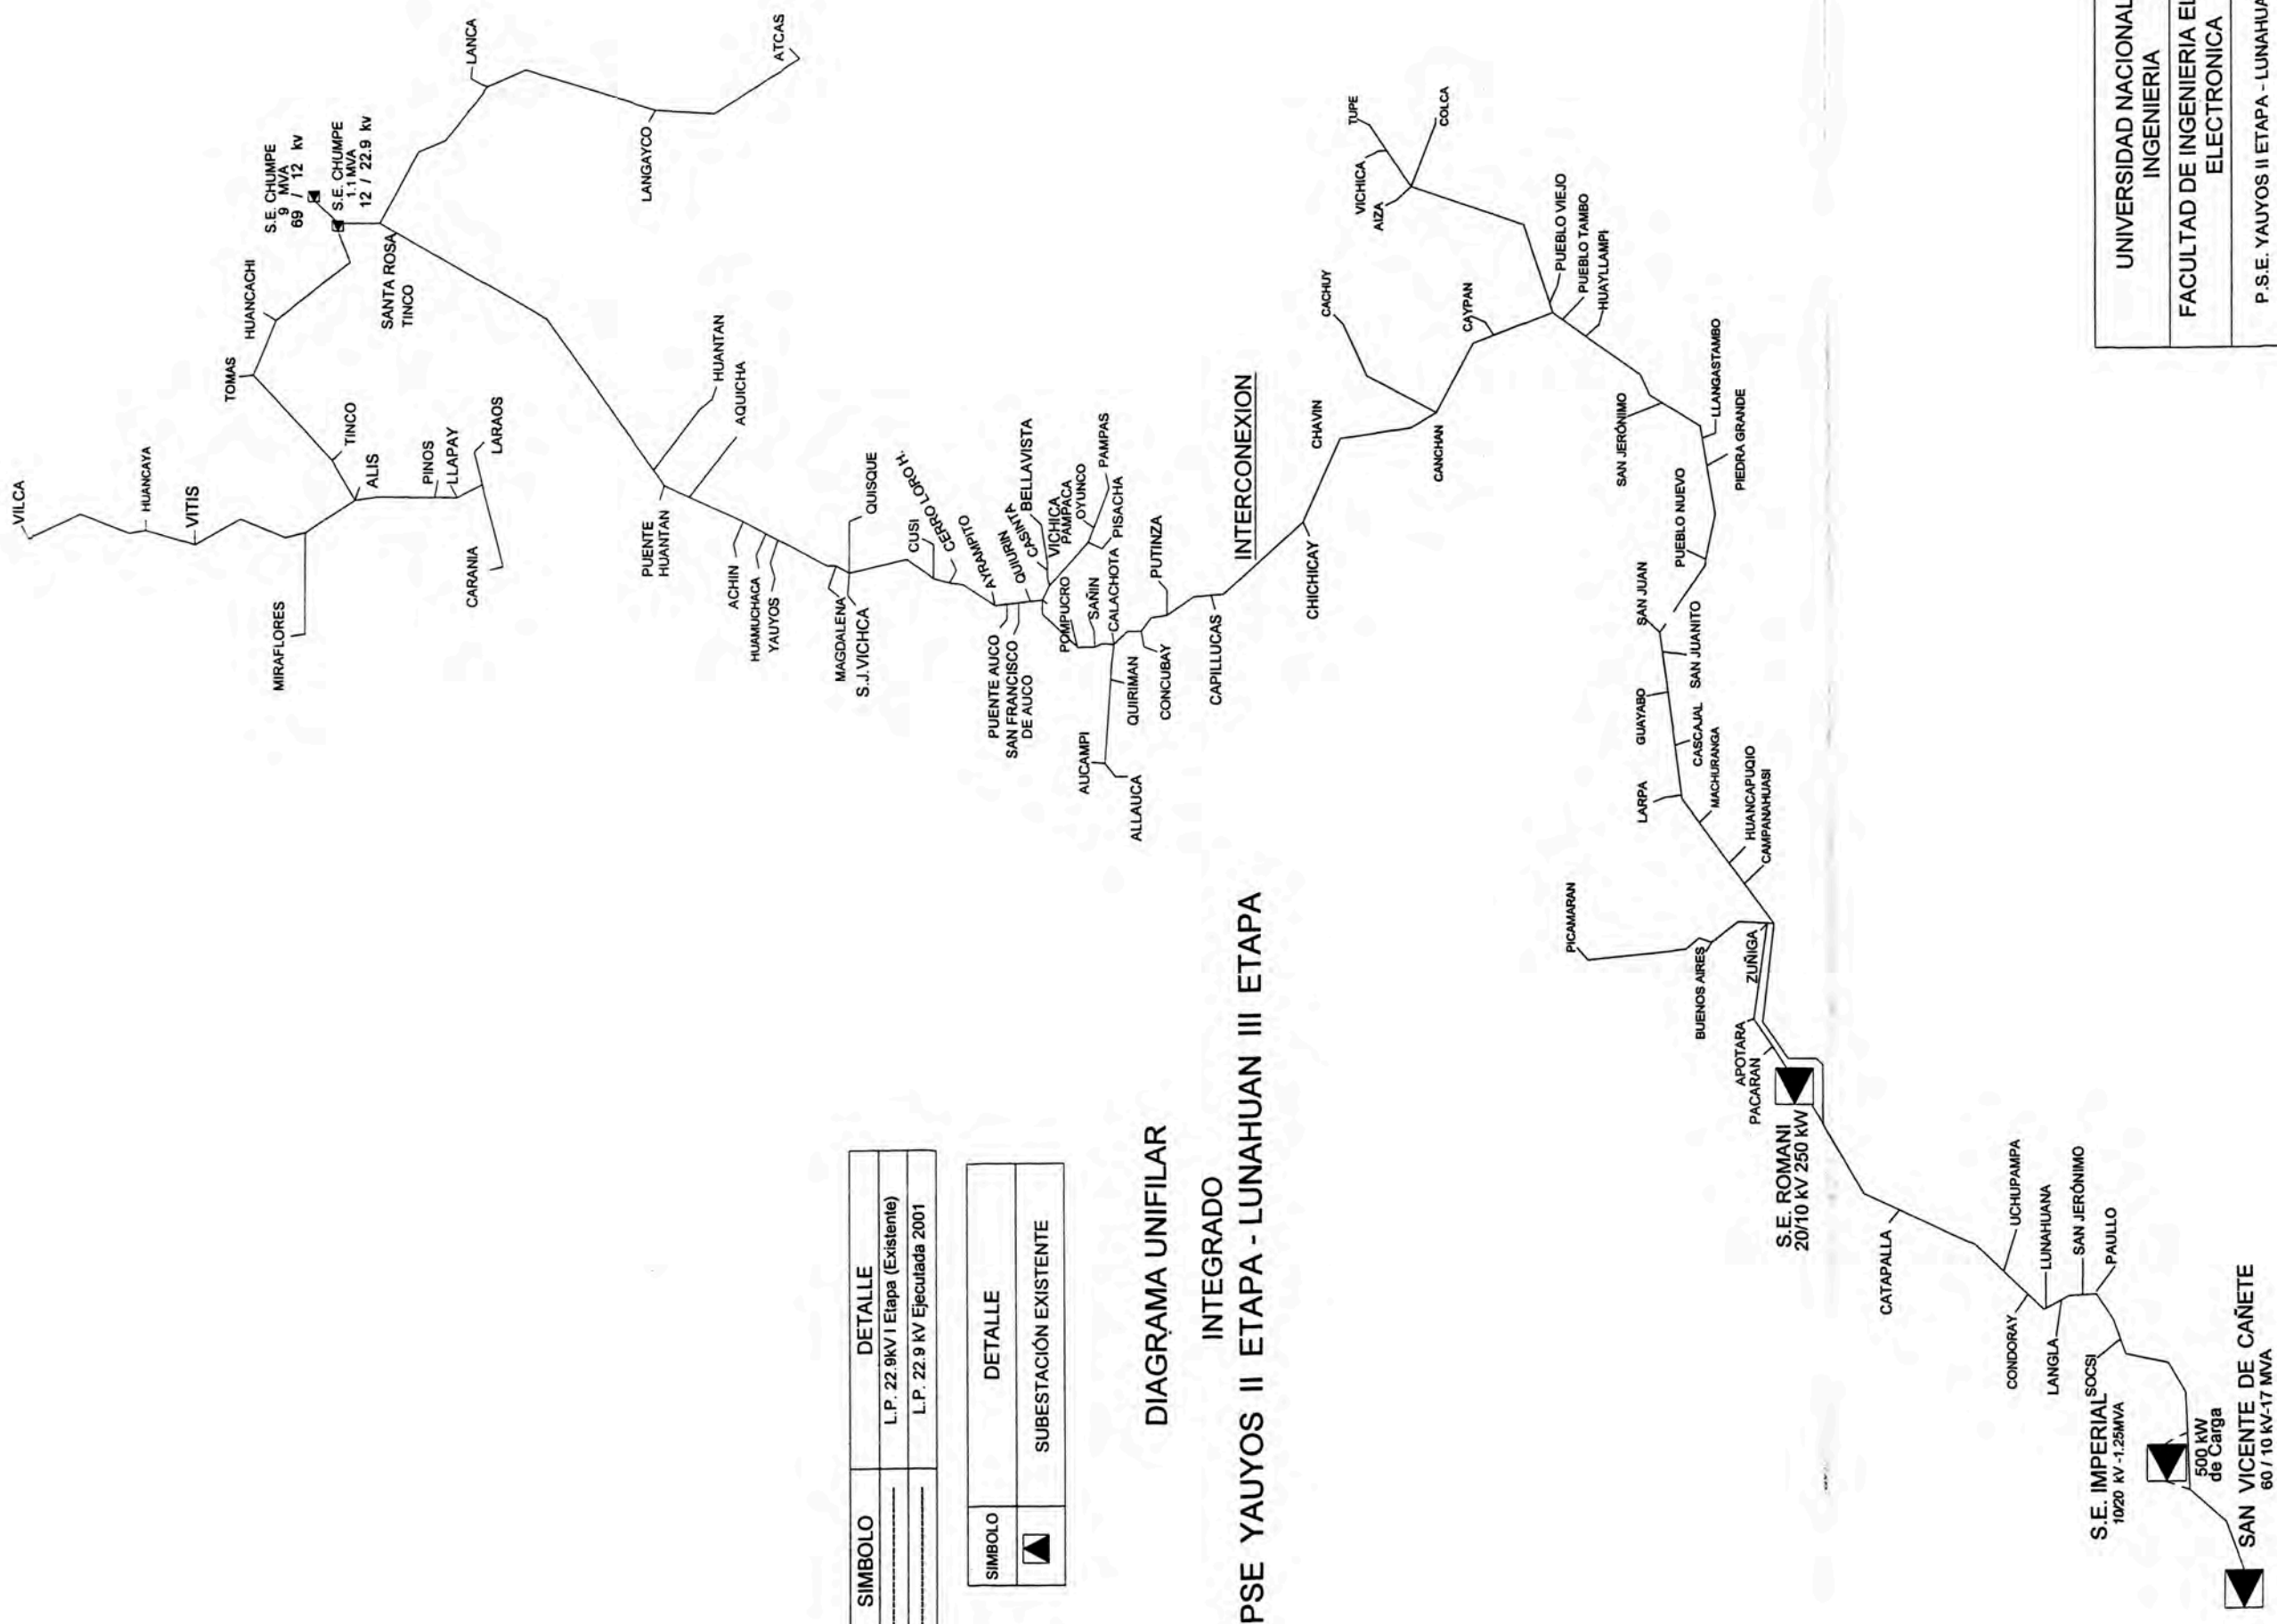 VILCA
HUANCAYA
VITIS
MIRAFLORES
TOMAS
HUANCACHI
TINCO
ALIS
PINOS
LLAPAY
LARAOS
CARANIA
S.E. CHUMPE
9 MVA
69 / 12 kv
S.E. CHUMPE
1.1 MVA
12 / 22.9 kv
SANTA ROSA
TINCO
LANCA
LANGAYCO
ATCAS
PUENTE
HUANTAN
HUANTAN
AQUICHA
ACHIN
HUAMUCHACA
YAUYOS
MAGDALENA
S.J.VICHCA
QUISQUE
CUSI
CERRO LORO H.
AYRAMPITO
PUENTE AUCO
SAN FRANCISCO
DE AUCO
QUIURIN
CASINTA
BELLAVISTA
VICHICA
PAMPACA
OYUNCO
PAMPAS
PISACHA
POMPUCRO
SAÑIN
CALACHOTA
AUCAMPI
ALLAUCA
QUIRIMAN
CONCUBAY
PUTINZA
CAPILLUCAS
INTERCONEXION
CHICHICAY
CHAVIN
CACHUY
CANCHAN
CAYPAN
TUPE
VICHICA
AIZA
COLCA
PUEBLO VIEJO
PUEBLO TAMBO
HUAYLLAMPI
SAN JERÓNIMO
LLANGASTAMBO
PIEDRA GRANDE
PUEBLO NUEVO
SAN JUAN
SAN JUANITO
GUAYABO
CASCAJAL
LARPA
MACHURANGA
HUANCAPUQIO
CAMPANAHUASI
PICAMARAN
BUENOS AIRES
ZUÑIGA
APOTARA
PACARAN
S.E. ROMANI
20/10 kV 250 kW
CATAPALLA
UCHUPAMPA
CONDORAY
LUNAHUANA
LANGLA
SAN JERÓNIMO
PAULLO
SOCSI
S.E. IMPERIAL
10/20 kV -1.25MVA
500 kW
de Carga
SAN VICENTE DE CAÑETE
60 / 10 kV-17 MVA
SIMBOLO DETALLE
L.P. 22.9kV I Etapa (Existente)
L.P. 22.9 kV Ejecutada 2001
SIMBOLO DETALLE
SUBESTACIÓN EXISTENTE
DIAGRAMA UNIFILAR
INTEGRADO
PSE YAUYOS II ETAPA - LUNAHUAN III ETAPA
UNIVERSIDAD NACIONAL
INGENIERIA
FACULTAD DE INGENIERIA EL
ELECTRONICA
P.S.E. YAUYOS II ETAPA - LUNAHUA